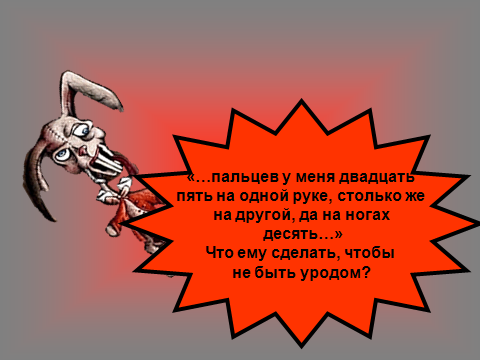 «…пальцев у меня двадцать
пять на одной руке, столько же
на другой, да на ногах
десять…»
Что ему сделать, чтобы
не быть уродом?